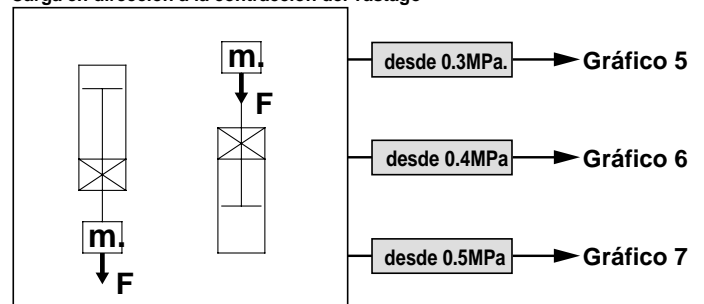 Carga en dirección a la contracción del vástago
m.
F
desde 0.3MPa.
Gráfico 5
desde 0.4MPa
Gráfico 6
m.
F
desde 0.5MPa
Gráfico 7